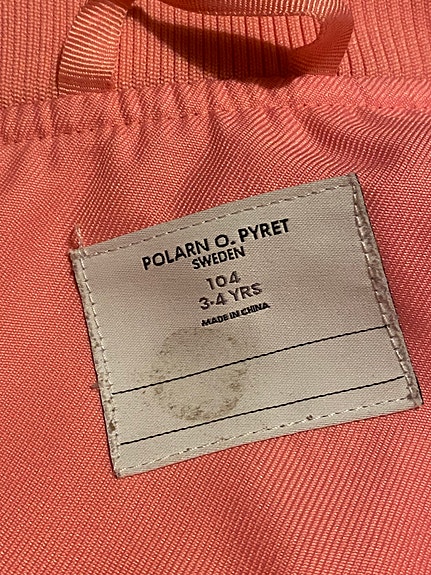 POLARN O. PYRET
SWEDEN
104
3-4 YRS
MADE IN CHINA